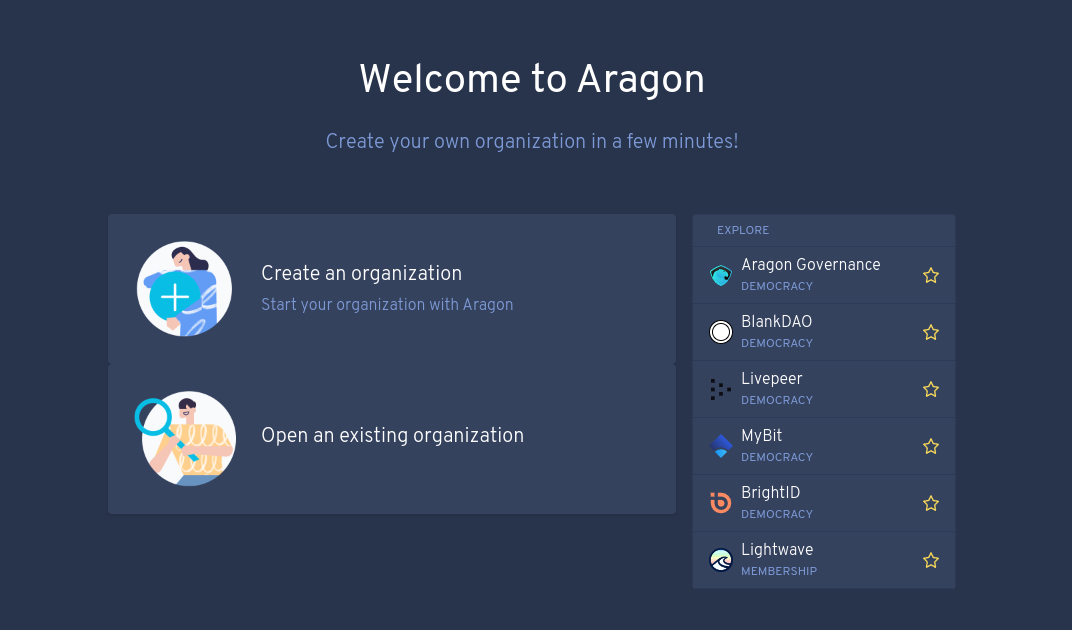 Welcome to Aragon
Create your own organization in a few minutes!
Create an organization
Start your organization with Aragon
Open an existing organization
EXPLORE
Aragon Governance
DEMOCRACY
BlankDAO
DEMOCRACY
Livepeer
DEMOCRACY
MyBit
DEMOCRACY
BrightID
DEMOCRACY
Lightwave
MEMBERSHIP